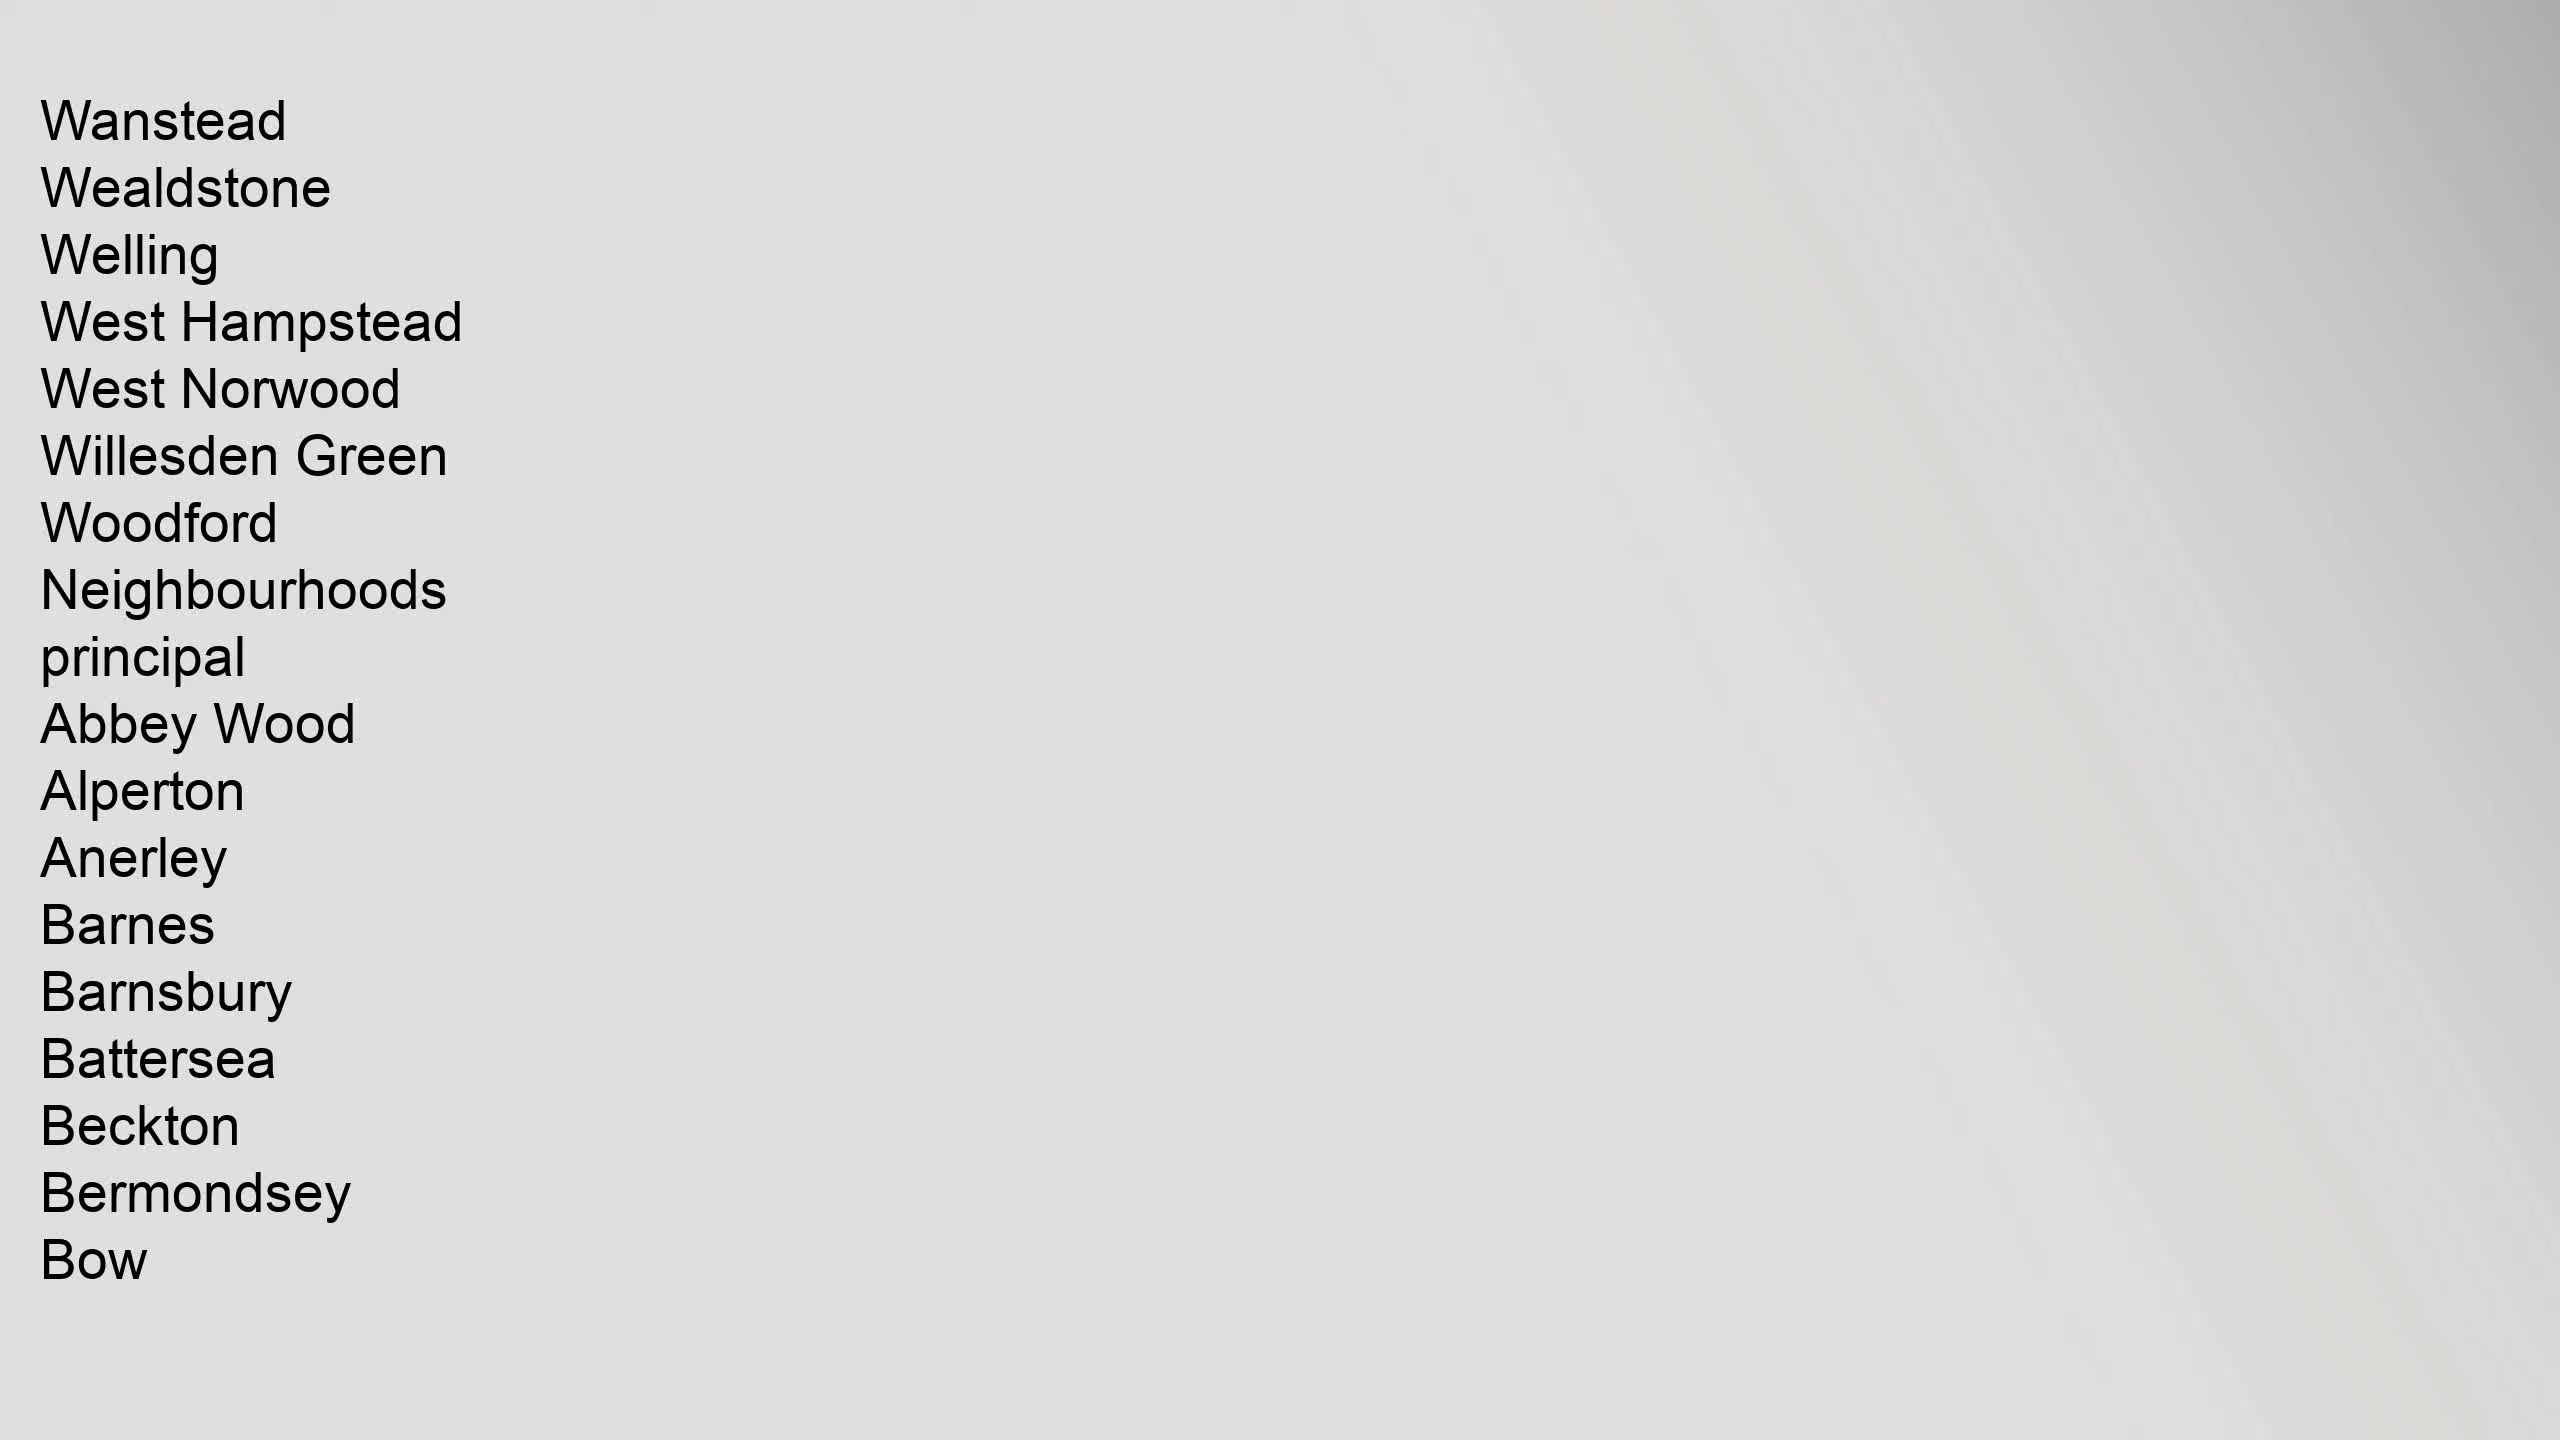 Wanstead
Wealdstone
Welling
West Hampstead
West Norwood
Willesden Green
Woodford
Neighbourhoods
principal
Abbey Wood
Alperton
Anerley
Barnes
Barnsbury
Battersea
Beckton
Bermondsey
Bow